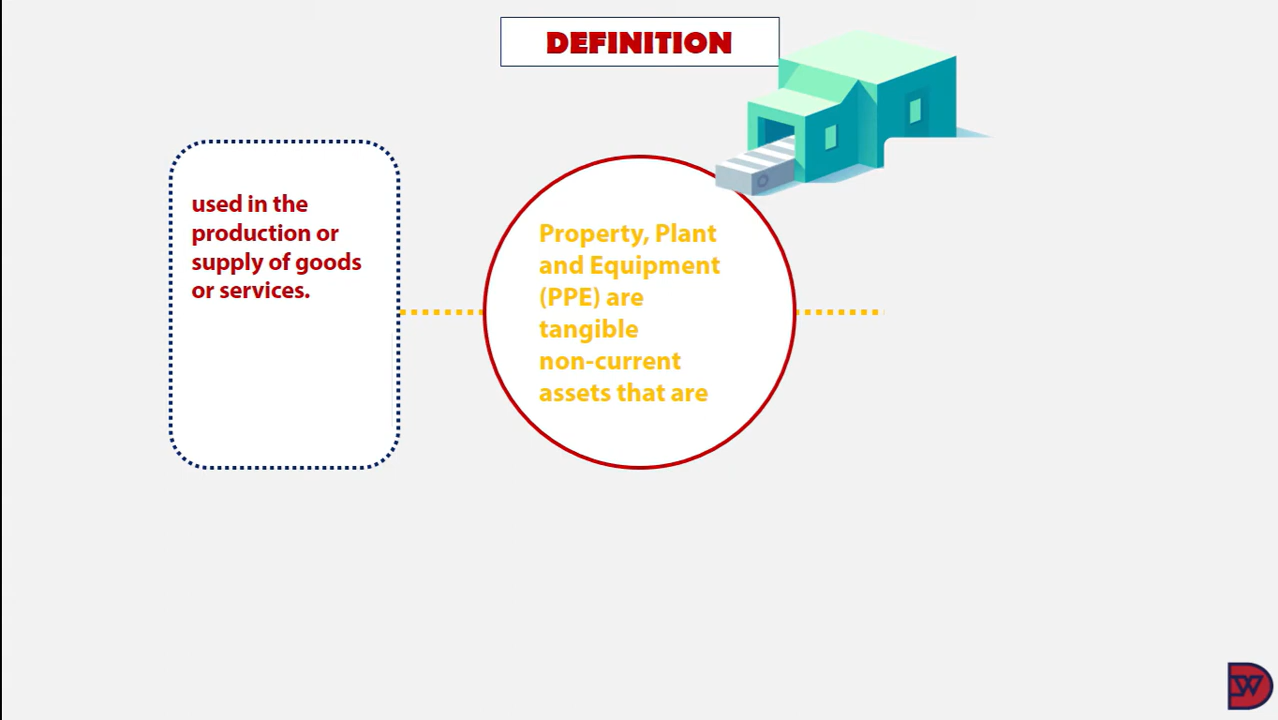 DEFINITION
used in the
production or
supply of goods
or services.
Property, Plant
and Equipment
(PPE) are
tangible
non-current
assets that are
DW